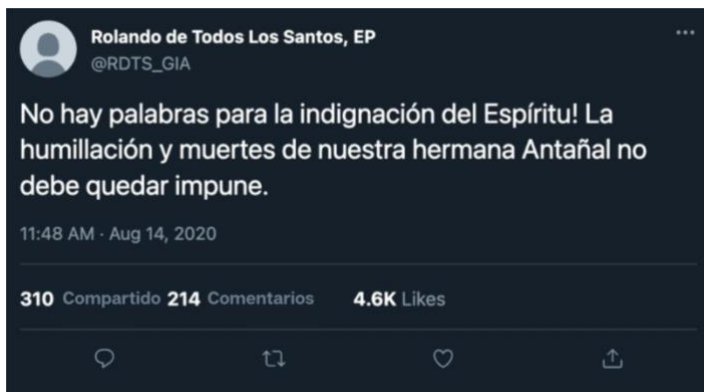 Rolando de Todos Los Santos, EP
@RDTS_GIA
No hay palabras para la indignación del Espíritu! La
humillación y muertes de nuestra hermana Antañal no
debe quedar impune.
11:48 AM · Aug 14, 2020
310 Compartido 214 Comentarios 4.6K Likes